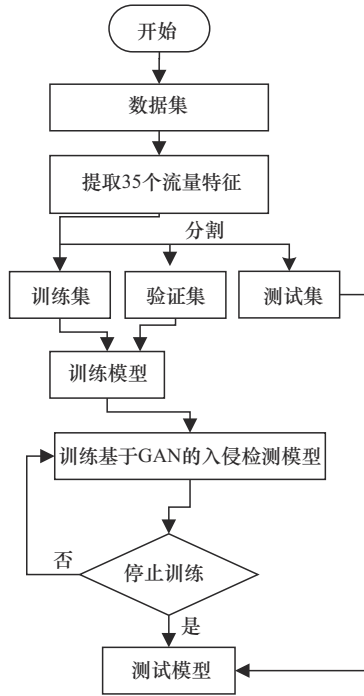 开始
数据集
提取35个流量特征
分割
训练集
验证集
测试集
训练模型
训练基于GAN的入侵检测模型
停止训练
否
是
测试模型